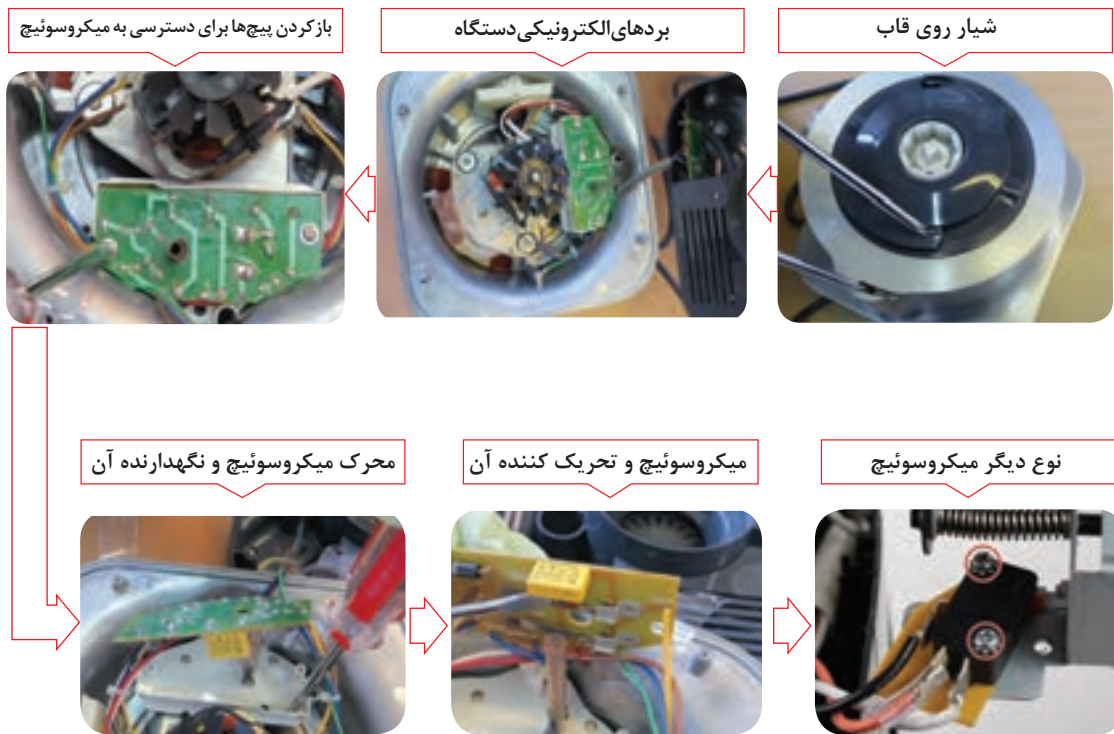 شیار روی قاب
بردهای الکترونیکی دستگاه
بازکردن پیچ‌ها برای دسترسی به میکروسوئیچ
محرک میکروسوئیچ و نگهدارنده آن
میکروسوئیچ و تحریک کننده آن
نوع دیگر میکروسوئیچ